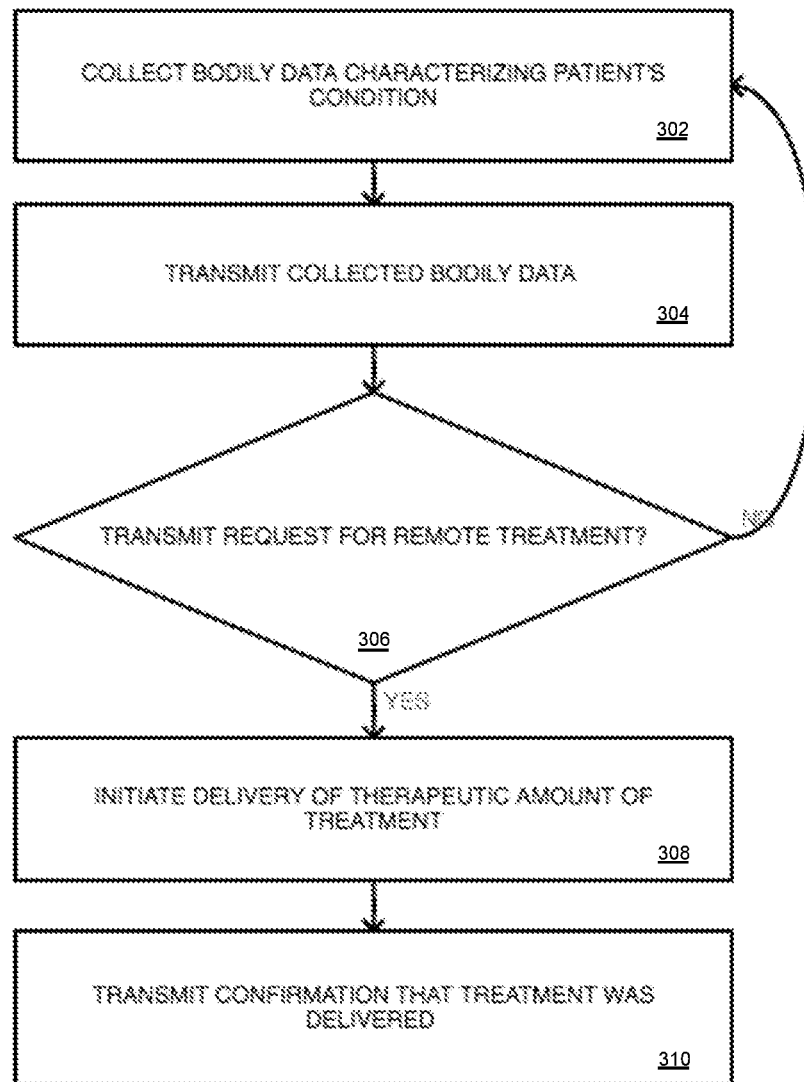 COLLECT BODILY DATA CHARACTERIZING PATIENT'S
CONDITION
302
TRANSMIT COLLECTED BODILY DATA
304
TRANSMIT REQUEST FOR REMOTE TREATMENT?
NO
306
YES
INITIATE DELIVERY OF THERAPEUTIC AMOUNT OF
TREATMENT
308
TRANSMIT CONFIRMATION THAT TREATMENT WAS
DELIVERED
310